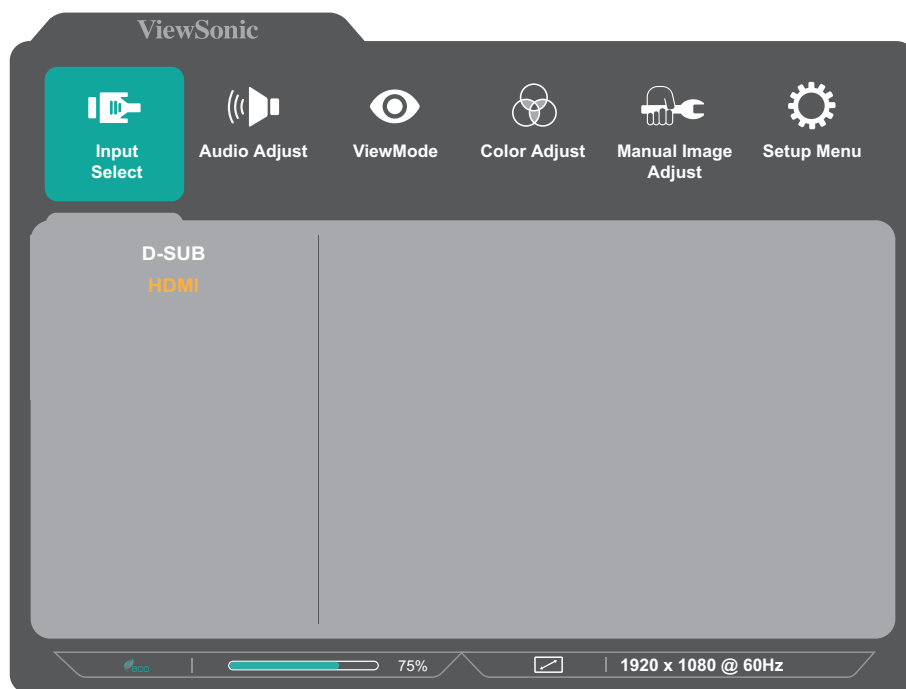 ViewSonic
Input
Select
Audio Adjust
ViewMode
Color Adjust
Manual Image
Adjust
Setup Menu
D-SUB
HDMI
eco
75%
1920 x 1080 @ 60Hz